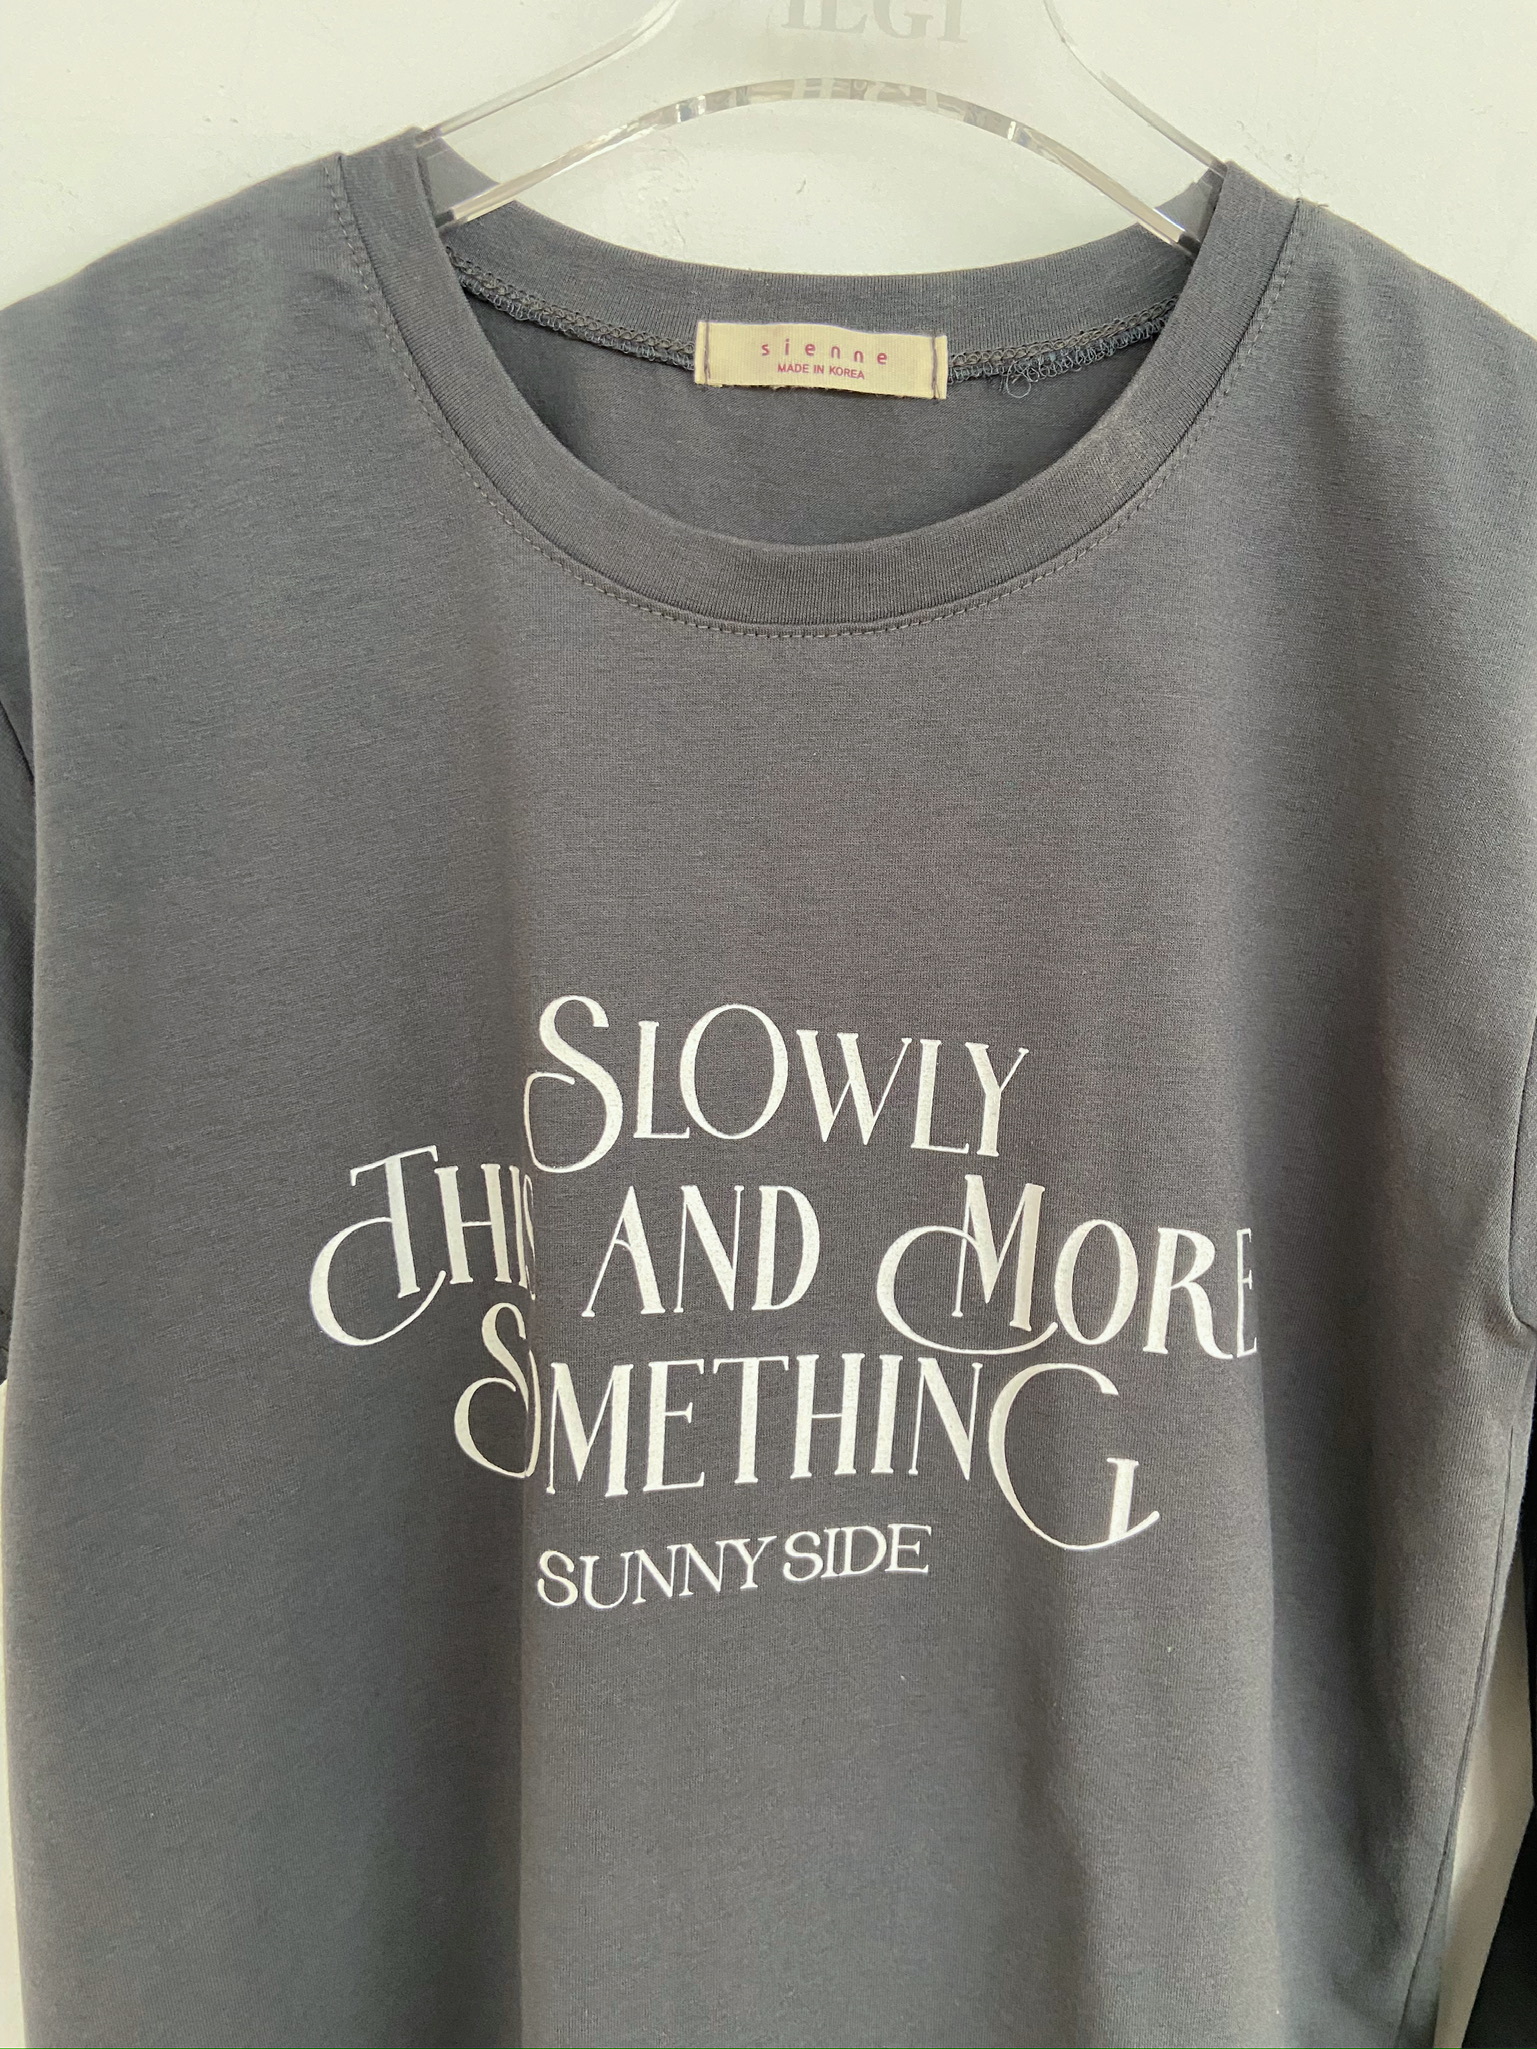 sienne
MADE IN KOREA
SLOWLY
THIS AND MORE
SOMETHING
SUNNY SIDE